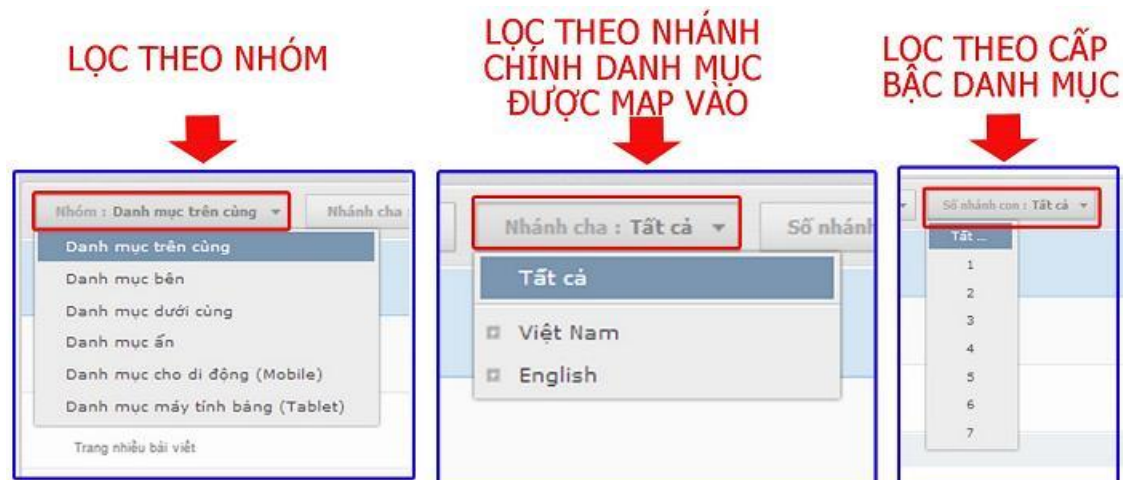 LỌC THEO NHÓM
LỌC THEO NHÁNH
CHÍNH DANH MỤC
ĐƯỢC MAP VÀO
LỌC THEO CẤP
BẬC DANH MỤC
Nhóm : Danh mục trên cùng
Nhánh cha :
Danh mục trên cùng
Danh mục bên
Danh mục dưới cùng
Danh mục ẩn
Danh mục cho di động (Mobile)
Danh mục máy tính bảng (Tablet)
Trang nhiều bài viết
Nhánh cha : Tất cả
Số nhánh
Tất cả
Việt Nam
English
Số nhánh con : Tất cả
Tất ...
1
2
3
4
5
6
7